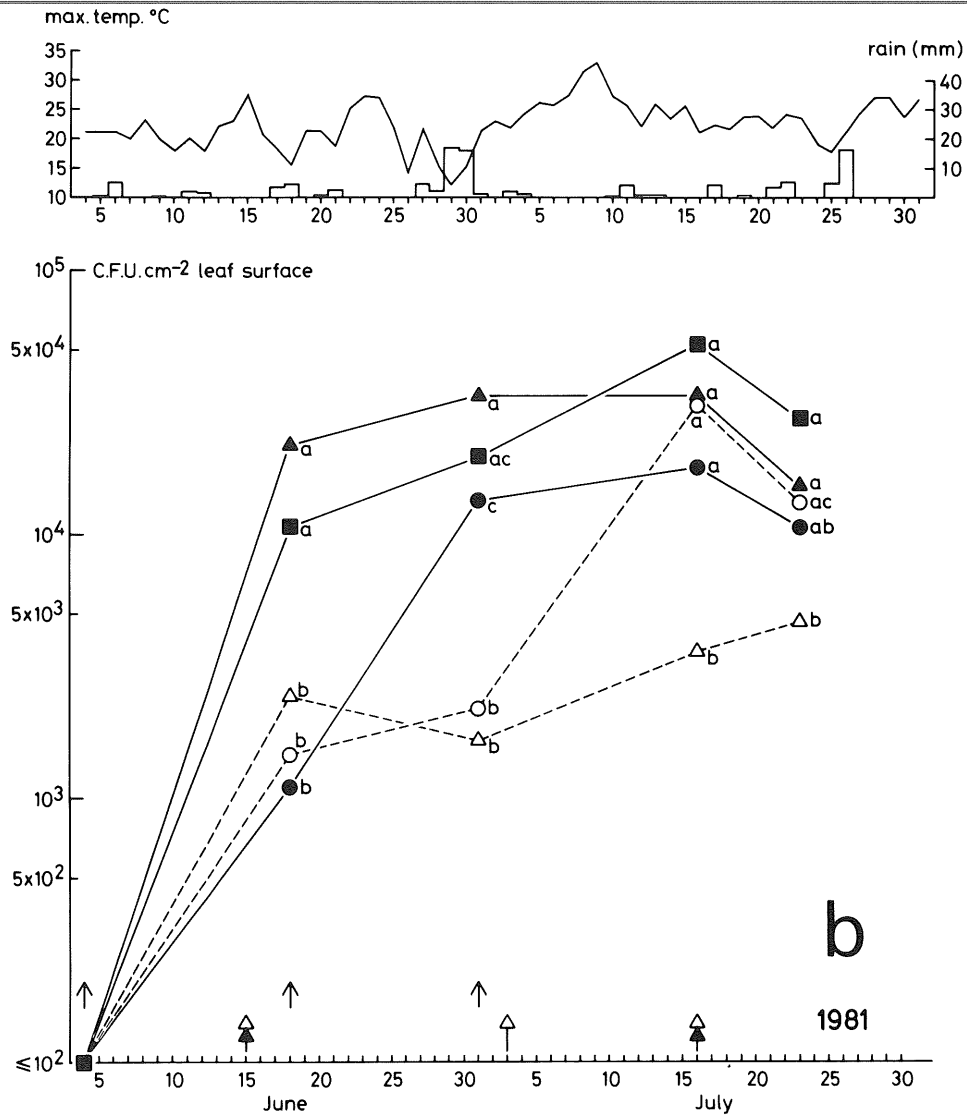 max. temp. °C
rain (mm)
35
30
25
20
15
10
40
30
20
10
5 10 15 20 25 30 5 10 15 20 25 30
10⁵ C.F.U. cm⁻² leaf surface
5x10⁴
10⁴
5x10³
10³
5x10²
≤10²
a
a
a
a
a
a
a
ac
a
c
a
ac
ab
a
b
b
b
b
b
b
b
b
1981
5 10 15 20 25 30 5 10 15 20 25 30
June July